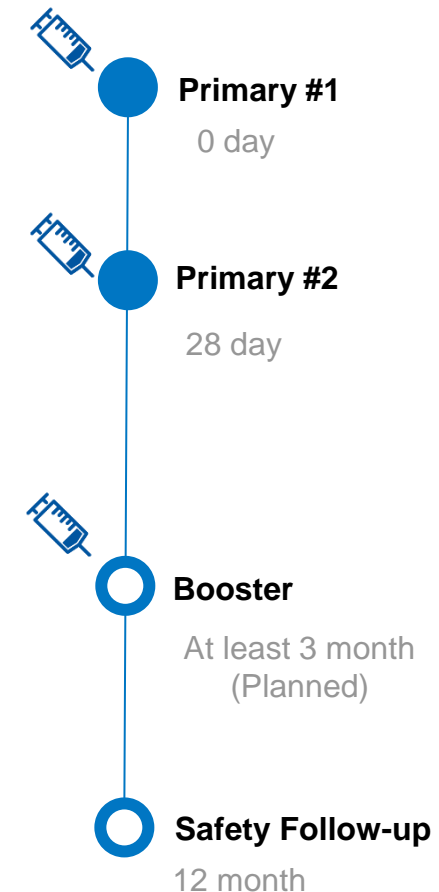 Primary #1
0 day
Primary #2
28 day
Booster
At least 3 month
(Planned)
Safety Follow-up
12 month